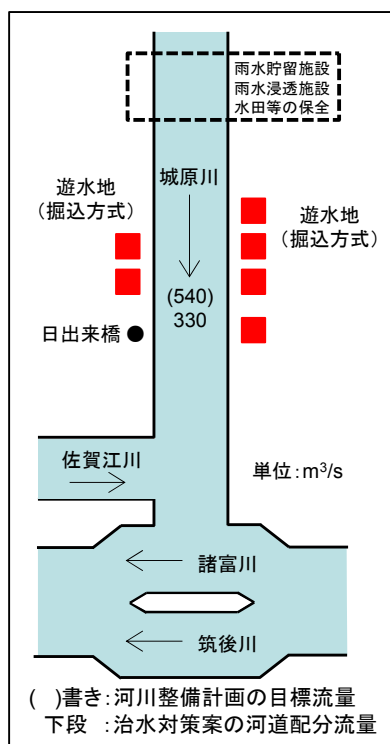 雨水貯留施設
雨水浸透施設
水田等の保全
城原川
遊水地
（掘込方式）
遊水地
（掘込方式）
(540)
330
日出来橋
佐賀江川
単位:m³/s
諸富川
筑後川
(　)書き:河川整備計画の目標流量
下段　:治水対策案の河道配分流量